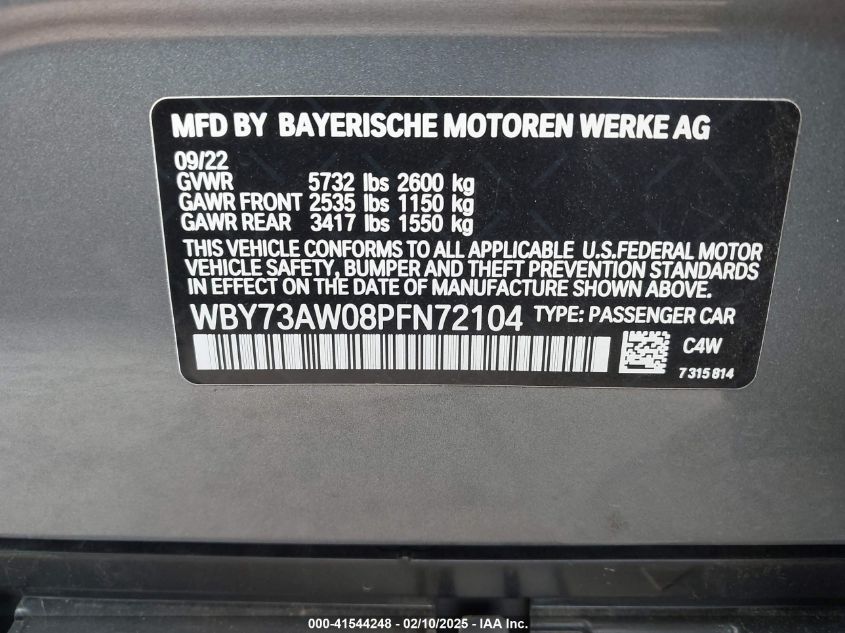 MFD BY BAYERISCHE MOTOREN WERKE AG
09/22
GVWR 5732 lbs 2600 kg
GAWR FRONT 2535 lbs 1150 kg
GAWR REAR 3417 lbs 1550 kg
THIS VEHICLE CONFORMS TO ALL APPLICABLE U.S.FEDERAL MOTOR
VEHICLE SAFETY, BUMPER AND THEFT PREVENTION STANDARDS
IN EFFECT ON THE DATE OF MANUFACTURE SHOWN ABOVE.
WBY73AW08PFN72104 TYPE: PASSENGER CAR
C4W
7315814
000-41544248 - 02/10/2025 - IAA Inc.